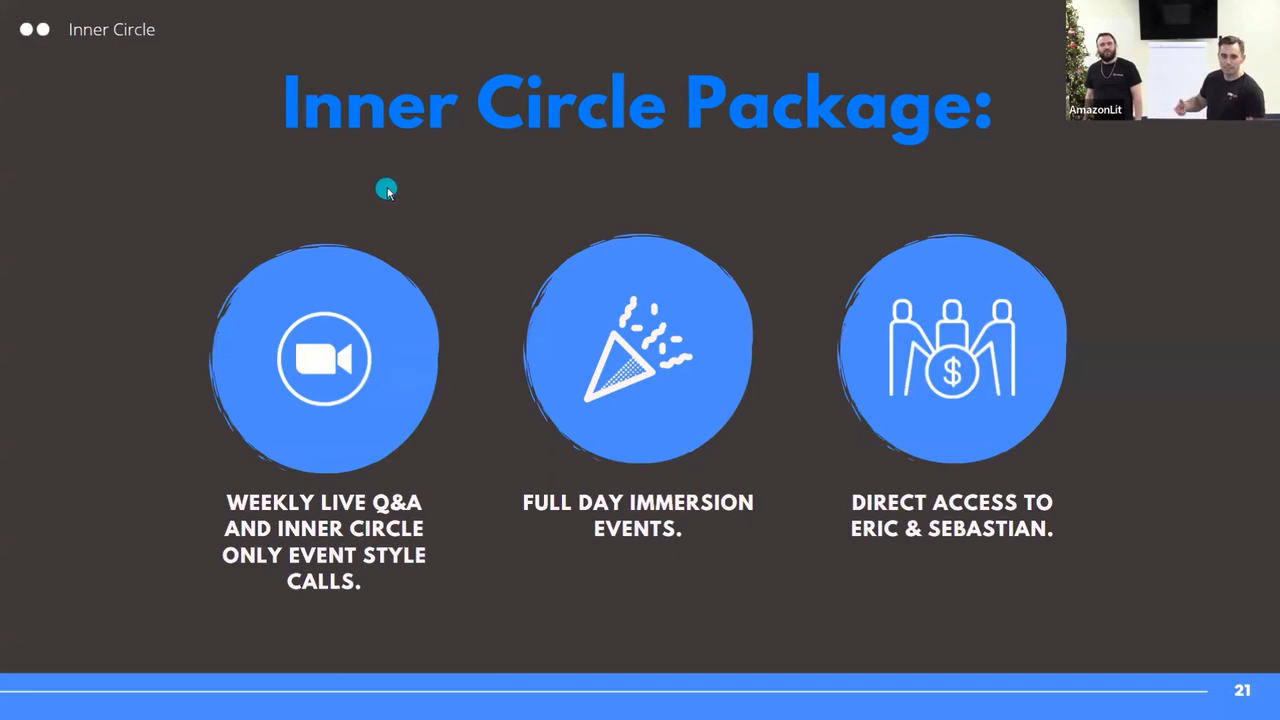 Inner Circle
Inner Circle Package:
AmazonLit
WEEKLY LIVE Q&A
AND INNER CIRCLE
ONLY EVENT STYLE
CALLS.
FULL DAY IMMERSION
EVENTS.
$
DIRECT ACCESS TO
ERIC & SEBASTIAN.
21